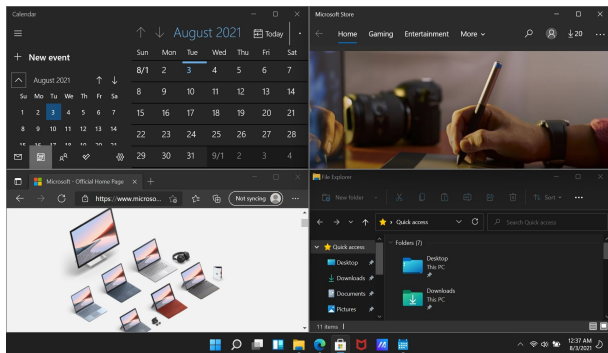 Calendar
August 2021
Today
New event
Sun Mon Tue Wed Thu Fri Sat
8/1 2 3 4 5 6 7
8 9 10 11 12 13 14
15 16 17 18 19 20 21
22 23 24 25 26 27 28
29 30 31 9/1 2 3 4
August 2021
Su Mo Tu We Th Fr Sa
1 2 3 4 5 6 7
8 9 10 11 12 13 14
Microsoft Store
Home Gaming Entertainment More
20
Microsoft - Official Home Page
https://www.microso...
Not syncing
File Explorer
New folder
Sort
Quick access
Search Quick access
Quick access
Desktop
Downloads
Documents
Pictures
Folders (7)
Desktop
This PC
Downloads
This PC
11 items
12:37 AM
8/3/2021